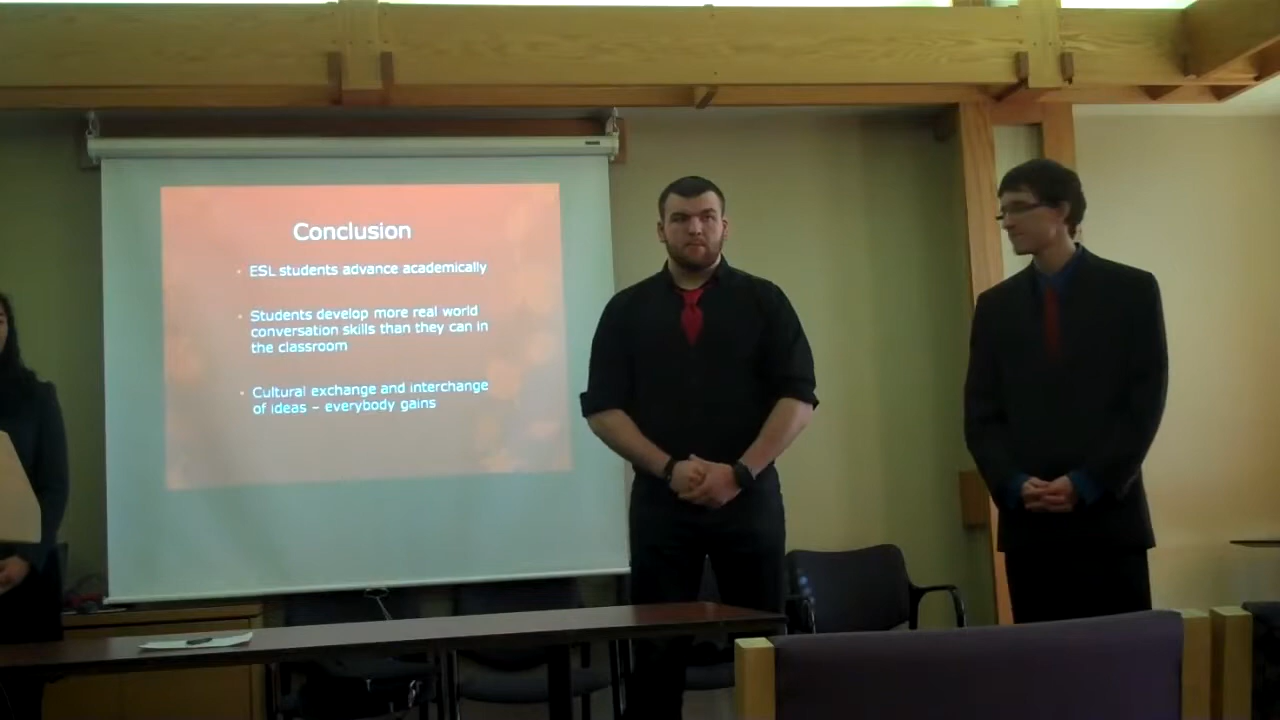 Conclusion
• ESL students advance academically
• Students develop more real world
conversation skills than they can in
the classroom
• Cultural exchange and interchange
of ideas – everybody gains